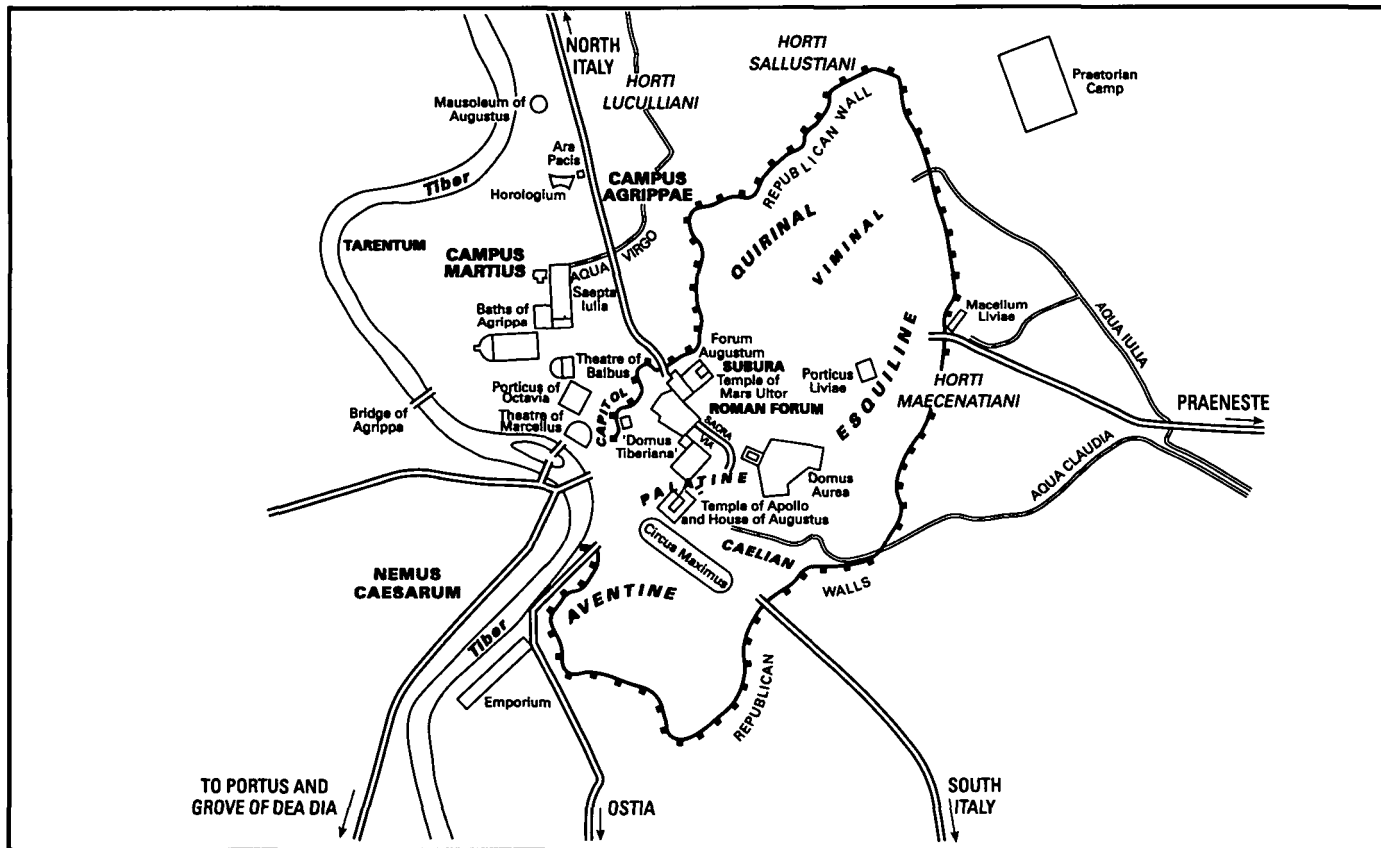 NORTH
ITALY
HORTI
LUCULLIANI
HORTI
SALLUSTIANI
Praetorian
Camp
Mausoleum of
Augustus
Ara
Pacis
Horologium
CAMPUS
AGRIPPAE
REPUBLICAN WALL
Tiber
TARENTUM
CAMPUS
MARTIUS
AQUA VIRGO
QUIRINAL
VIMINAL
Saepta
Iulia
Baths of
Agrippa
Macellum
Liviae
AQUA IULIA
Forum
Augustum
SUBURA
Temple of
Mars Ultor
ROMAN FORUM
Theatre of
Balbus
Porticus of
Octavia
Theatre of
Marcellus
CAPITOL
Porticus
Liviae
ESQUILINE
HORTI
MAECENATIANI
PRAENESTE
Bridge of
Agrippa
'Domus
Tiberiana'
SACRA
VIA
Domus
Aurea
AQUA CLAUDIA
PALATINE
Temple of Apollo
and House of Augustus
Circus Maximus
CAELIAN
WALLS
NEMUS
CAESARUM
AVENTINE
Tiber
Emporium
REPUBLICAN
TO PORTUS AND
GROVE OF DEA DIA
OSTIA
SOUTH
ITALY